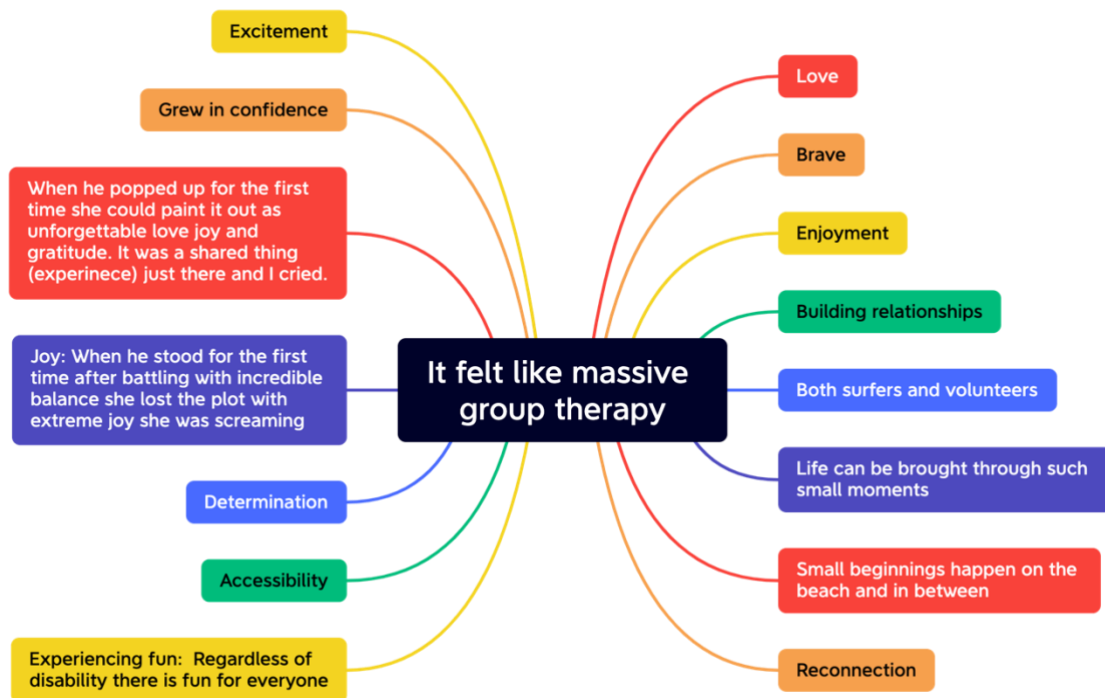 Excitement
Grew in confidence
When he popped up for the first
time she could paint it out as
unforgettable love joy and
gratitude. It was a shared thing
(experinece) just there and I cried.
Joy: When he stood for the first
time after battling with incredible
balance she lost the plot with
extreme joy she was screaming
Determination
Accessibility
Experiencing fun:  Regardless of
disability there is fun for everyone
It felt like massive
group therapy
Love
Brave
Enjoyment
Building relationships
Both surfers and volunteers
Life can be brought through such
small moments
Small beginnings happen on the
beach and in between
Reconnection